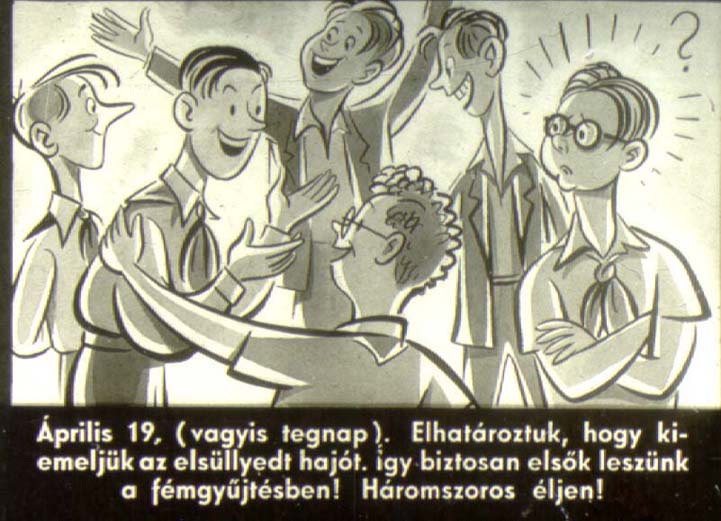 ?
Április 19, (vagyis tegnap). Elhatároztuk, hogy ki-
emeljük az elsüllyedt hajót. így biztosan elsők leszünk
a fémgyűjtésben! Háromszoros éljen!